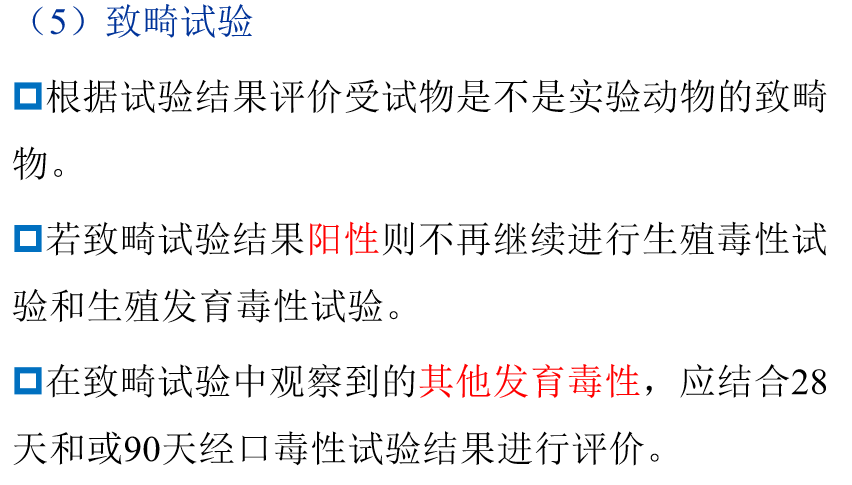 （5）致畸试验
根据试验结果评价受试物是不是实验动物的致畸
物。
若致畸试验结果阳性则不再继续进行生殖毒性试
验和生殖发育毒性试验。
在致畸试验中观察到的其他发育毒性，应结合28
天和或90天经口毒性试验结果进行评价。